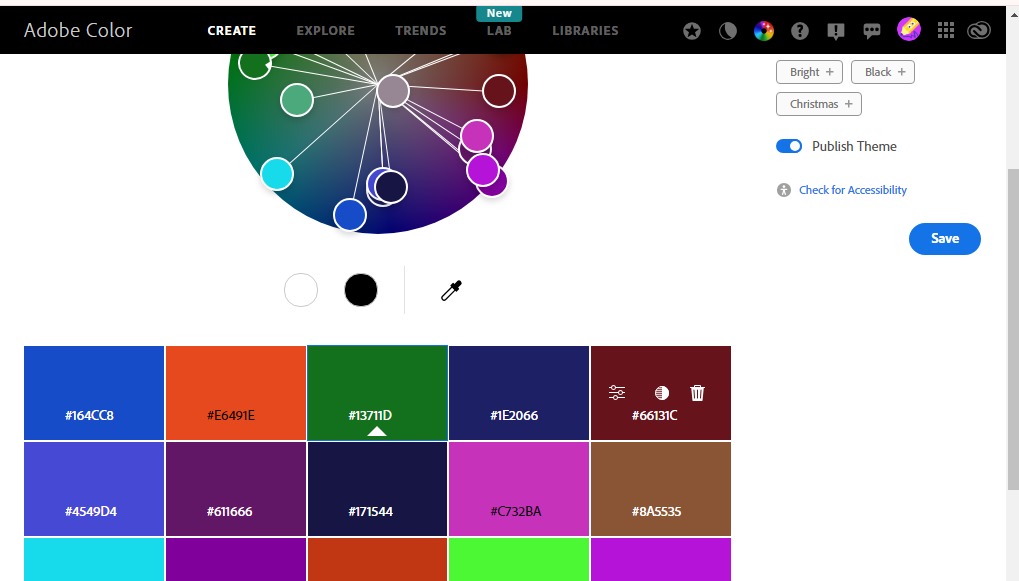 New
Adobe Color CREATE EXPLORE TRENDS LAB LIBRARIES
Bright + Black +
Christmas +
Publish Theme
Check for Accessibility
Save
#164CC8 #E6491E #13711D #1E2066 #66131C
#4549D4 #611666 #171544 #C732BA #8A5535